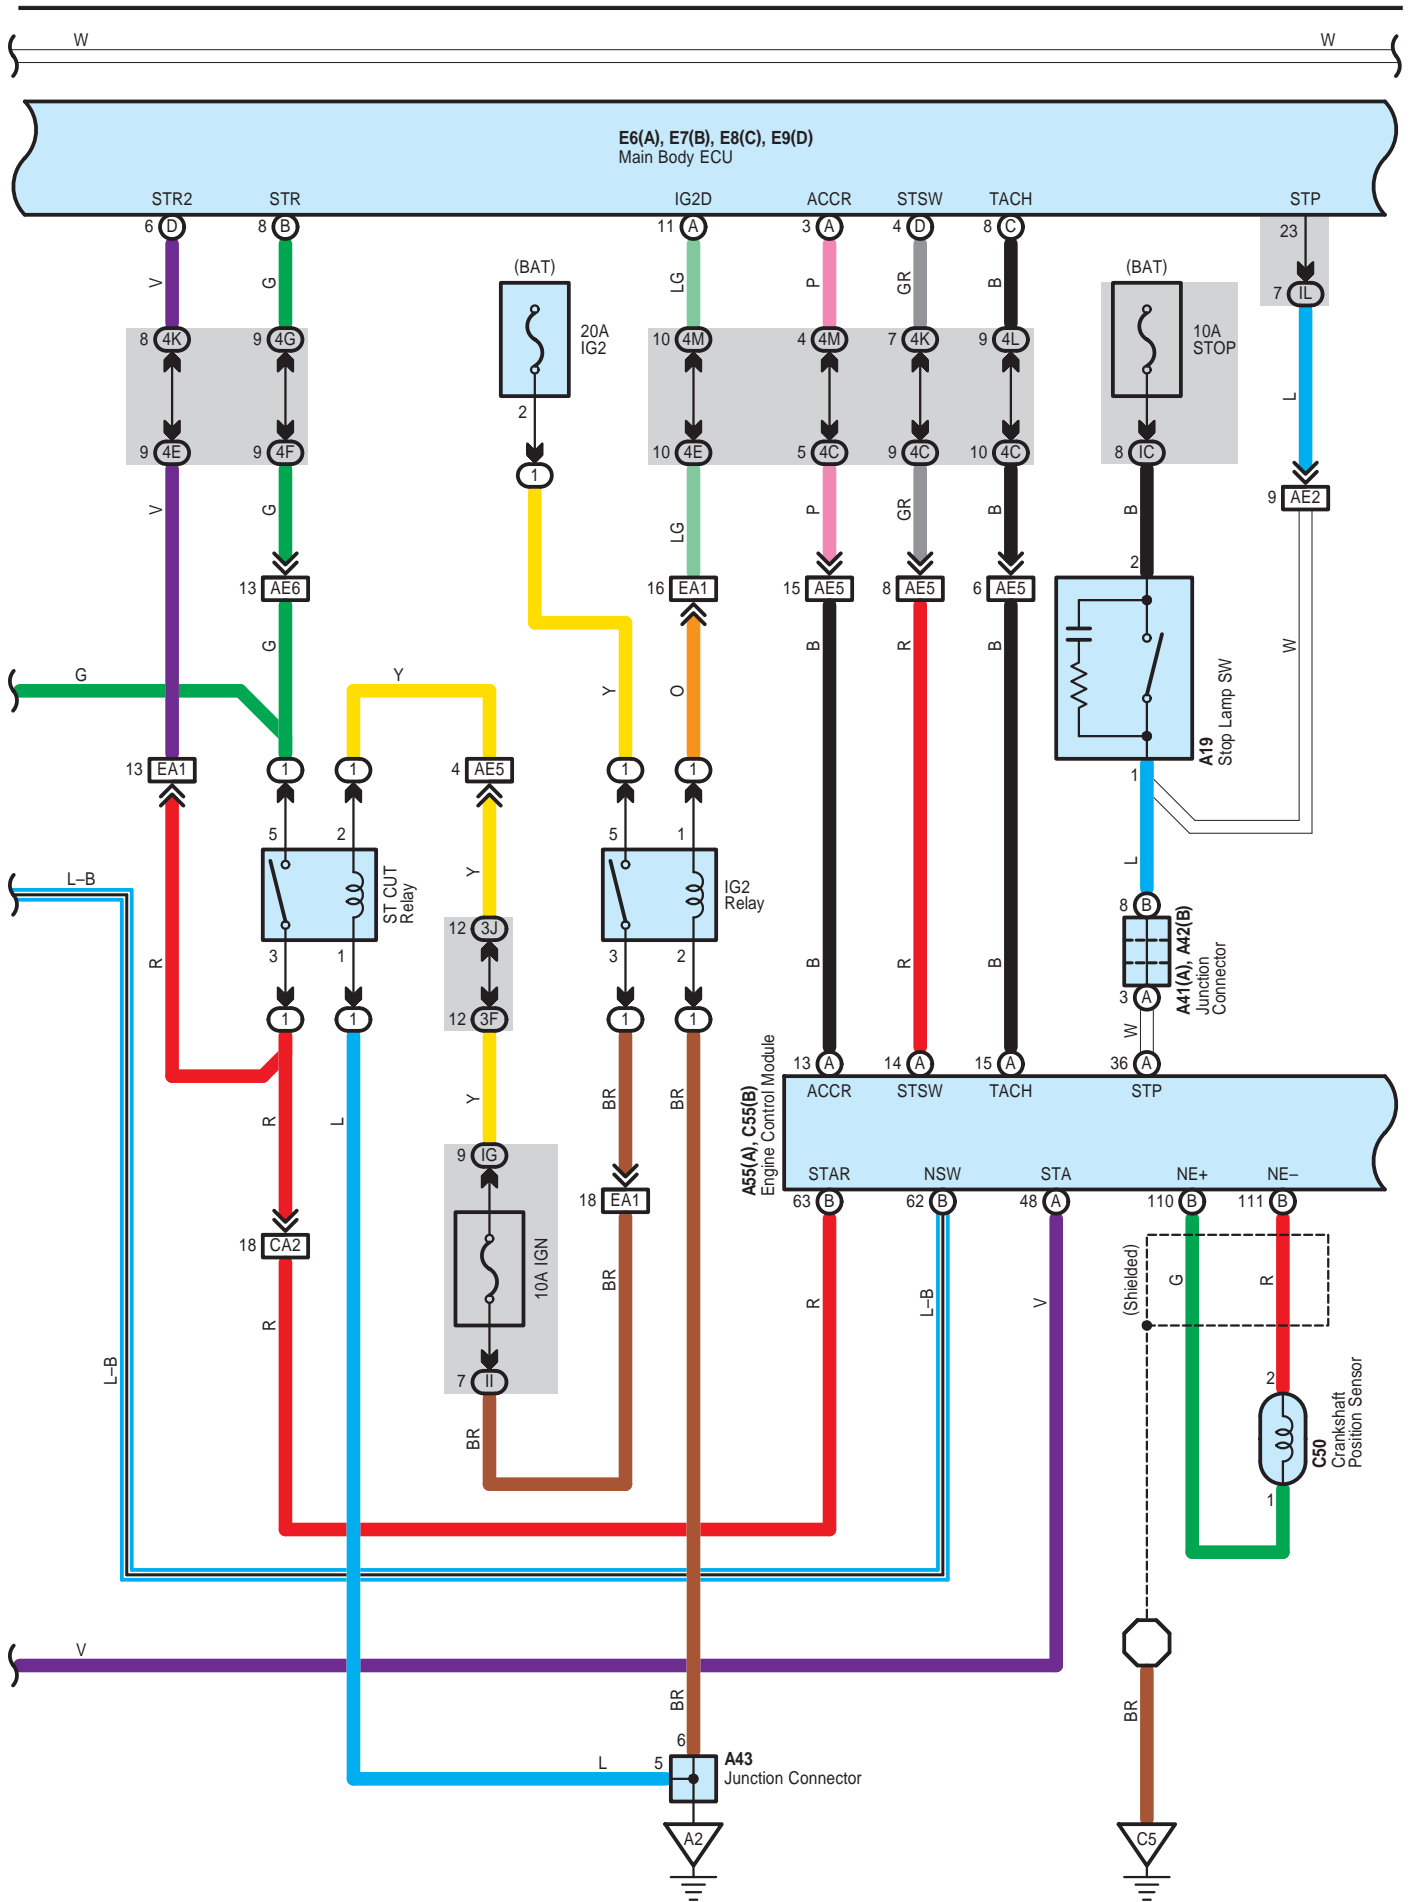 W W
E6(A), E7(B), E8(C), E9(D)
Main Body ECU
STR2 STR IG2D ACCR STSW TACH STP
6 D 8 B 11 A 3 A 4 D 8 C 23
(BAT) (BAT)
V G LG P GR B
7 IL
20A
IG2
10A
STOP
8 4K 9 4G 10 4M 4 4M 7 4K 9 4L
2
L
9 4E 9 4F 10 4E 5 4C 9 4C 10 4C 8 IC
1
9 AE2
V G LG P GR B B
2
13 AE6 16 EA1 15 AE5 8 AE5 6 AE5
G B R B W
G Y Y O
A19
Stop Lamp SW
13 EA1 1 1 4 AE5 1 1
1
5 2 5 1
L
L–B
ST CUT
Relay
Y
IG2
Relay
8 B
12 3J
3 1 3 2
R B R B
A41(A), A42(B)
Junction
Connector
3 A
1 1 12 3F 1 1
W
13 A 14 A 15 A 36 A
ACCR STSW TACH STP
A55(A), C55(B)
Engine Control Module
R L Y BR BR
9 IG
STAR NSW STA NE+ NE–
18 EA1 63 B 62 B 48 A 110 B 111 B
18 CA2
10A IGN
BR
(Shielded)
G R
R R L–B V
L–B
7 II
2
BR
C50
Crankshaft
Position Sensor
1
V
BR BR
6
L 5
A43
Junction Connector
A2 C5